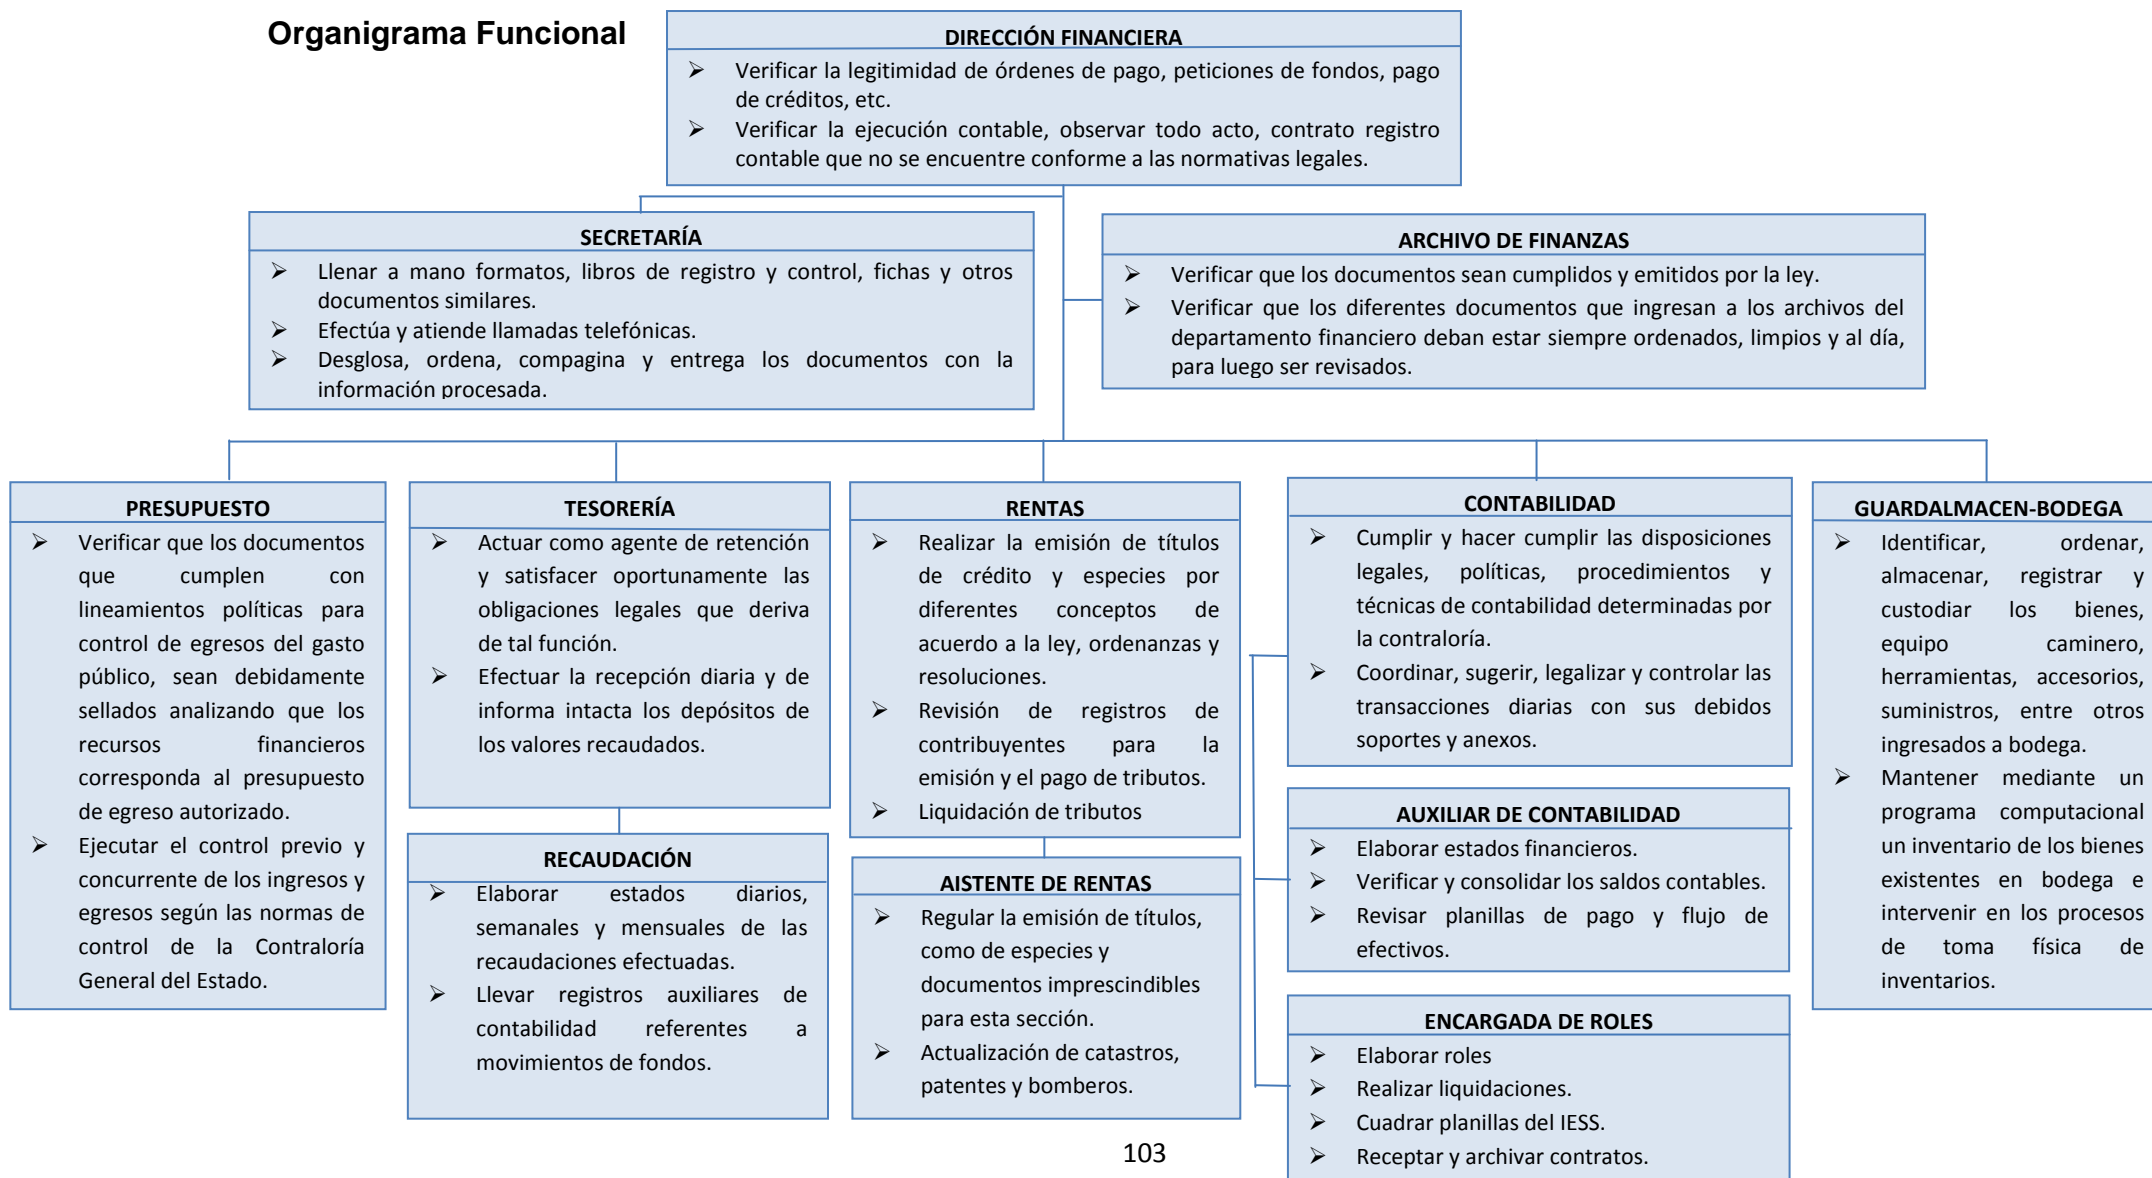 Organigrama Funcional
DIRECCIÓN FINANCIERA
➢ Verificar la legitimidad de órdenes de pago, peticiones de fondos, pago
de créditos, etc.
➢ Verificar la ejecución contable, observar todo acto, contrato registro
contable que no se encuentre conforme a las normativas legales.
SECRETARÍA
➢ Llenar a mano formatos, libros de registro y control, fichas y otros
documentos similares.
➢ Efectúa y atiende llamadas telefónicas.
➢ Desglosa, ordena, compagina y entrega los documentos con la
información procesada.
ARCHIVO DE FINANZAS
➢ Verificar que los documentos sean cumplidos y emitidos por la ley.
➢ Verificar que los diferentes documentos que ingresan a los archivos del
departamento financiero deban estar siempre ordenados, limpios y al día,
para luego ser revisados.
PRESUPUESTO
➢ Verificar que los documentos
que cumplen con
lineamientos políticas para
control de egresos del gasto
público, sean debidamente
sellados analizando que los
recursos financieros
corresponda al presupuesto
de egreso autorizado.
➢ Ejecutar el control previo y
concurrente de los ingresos y
egresos según las normas de
control de la Contraloría
General del Estado.
TESORERÍA
➢ Actuar como agente de retención
y satisfacer oportunamente las
obligaciones legales que deriva
de tal función.
➢ Efectuar la recepción diaria y de
informa intacta los depósitos de
los valores recaudados.
RECAUDACIÓN
➢ Elaborar estados diarios,
semanales y mensuales de las
recaudaciones efectuadas.
➢ Llevar registros auxiliares de
contabilidad referentes a
movimientos de fondos.
RENTAS
➢ Realizar la emisión de títulos
de crédito y especies por
diferentes conceptos de
acuerdo a la ley, ordenanzas y
resoluciones.
➢ Revisión de registros de
contribuyentes para la
emisión y el pago de tributos.
➢ Liquidación de tributos
AISTENTE DE RENTAS
➢ Regular la emisión de títulos,
como de especies y
documentos imprescindibles
para esta sección.
➢ Actualización de catastros,
patentes y bomberos.
CONTABILIDAD
➢ Cumplir y hacer cumplir las disposiciones
legales, políticas, procedimientos y
técnicas de contabilidad determinadas por
la contraloría.
➢ Coordinar, sugerir, legalizar y controlar las
transacciones diarias con sus debidos
soportes y anexos.
AUXILIAR DE CONTABILIDAD
➢ Elaborar estados financieros.
➢ Verificar y consolidar los saldos contables.
➢ Revisar planillas de pago y flujo de
efectivos.
ENCARGADA DE ROLES
➢ Elaborar roles
➢ Realizar liquidaciones.
➢ Cuadrar planillas del IESS.
➢ Receptar y archivar contratos.
GUARDALMACEN-BODEGA
➢ Identificar, ordenar,
almacenar, registrar y
custodiar los bienes,
equipo caminero,
herramientas, accesorios,
suministros, entre otros
ingresados a bodega.
➢ Mantener mediante un
programa computacional
un inventario de los bienes
existentes en bodega e
intervenir en los procesos
de toma física de
inventarios.
103